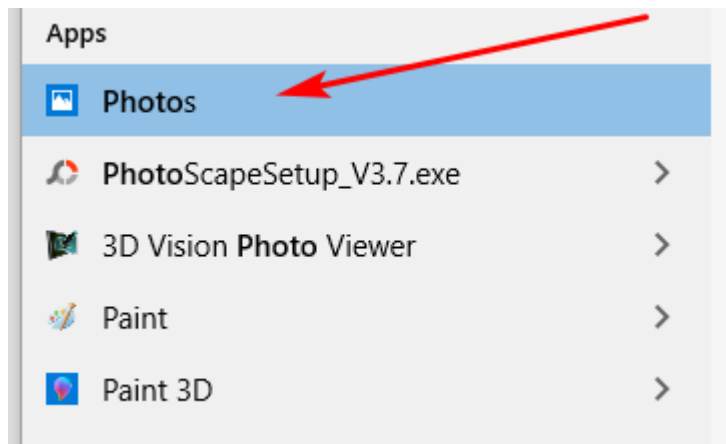 Apps
Photos
PhotoScapeSetup_V3.7.exe
3D Vision Photo Viewer
Paint
Paint 3D